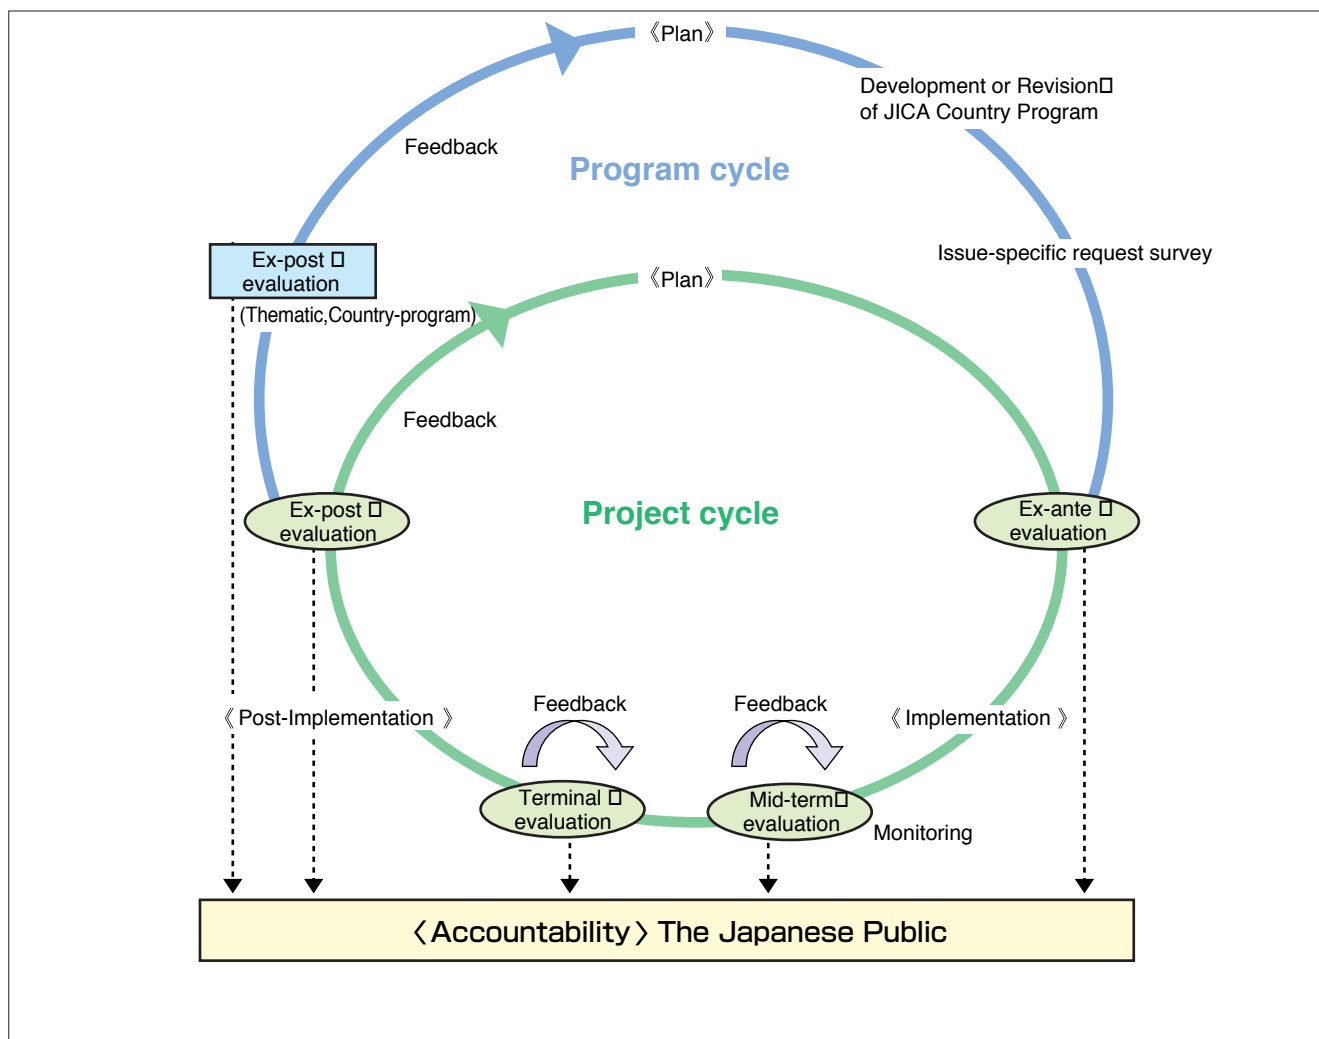 《Plan》
Development or Revision□
of JICA Country Program
Feedback
Program cycle
Ex-post □
evaluation
Issue-specific request survey
《Plan》
(Thematic,Country-program)
Feedback
Ex-post □
evaluation
Project cycle
Ex-ante □
evaluation
Feedback
Feedback
《 Post-Implementation 》
《 Implementation 》
Terminal □
evaluation
Mid-term□
evaluation
Monitoring
〈 Accountability 〉 The Japanese Public